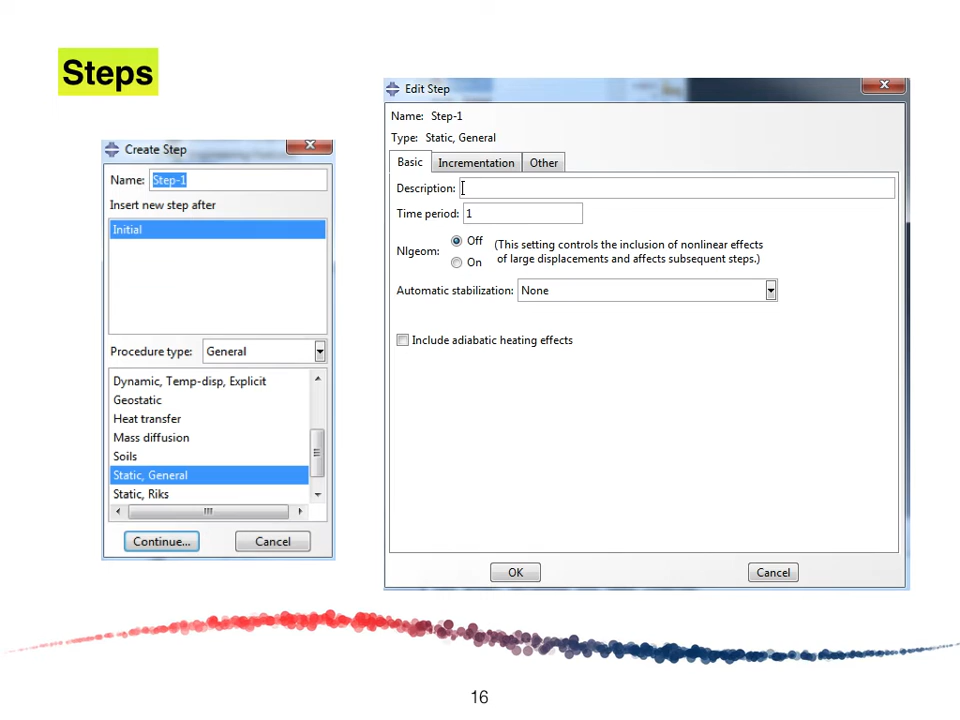 Steps
Create Step
Name: Step-1
Insert new step after
Initial
Procedure type: General
Dynamic, Temp-disp, Explicit
Geostatic
Heat transfer
Mass diffusion
Soils
Static, General
Static, Riks
Continue... Cancel
Edit Step
Name: Step-1
Type: Static, General
Basic Incrementation Other
Description:
Time period: 1
Nlgeom: Off (This setting controls the inclusion of nonlinear effects
On of large displacements and affects subsequent steps.)
Automatic stabilization: None
Include adiabatic heating effects
OK Cancel
16